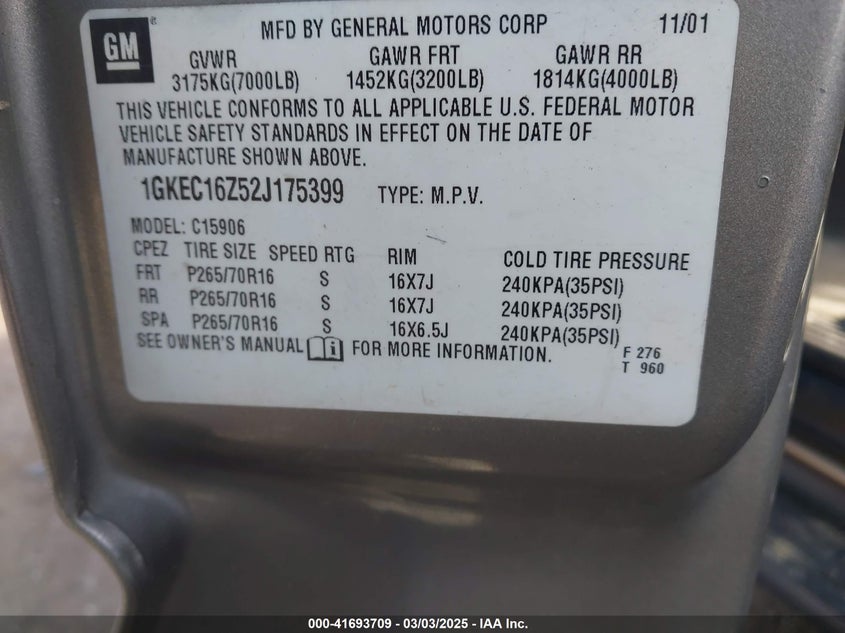 GM
MFD BY GENERAL MOTORS CORP 11/01
GVWR GAWR FRT GAWR RR
3175KG(7000LB) 1452KG(3200LB) 1814KG(4000LB)
THIS VEHICLE CONFORMS TO ALL APPLICABLE U.S. FEDERAL MOTOR
VEHICLE SAFETY STANDARDS IN EFFECT ON THE DATE OF
MANUFACTURE SHOWN ABOVE.
1GKEC16Z52J175399 TYPE: M.P.V.
MODEL: C15906
CPEZ TIRE SIZE SPEED RTG RIM COLD TIRE PRESSURE
FRT P265/70R16 S 16X7J 240KPA(35PSI)
RR P265/70R16 S 16X7J 240KPA(35PSI)
SPA P265/70R16 S 16X6.5J 240KPA(35PSI)
SEE OWNER'S MANUAL FOR MORE INFORMATION.
F 276
T 960
000-41693709 - 03/03/2025 - IAA Inc.